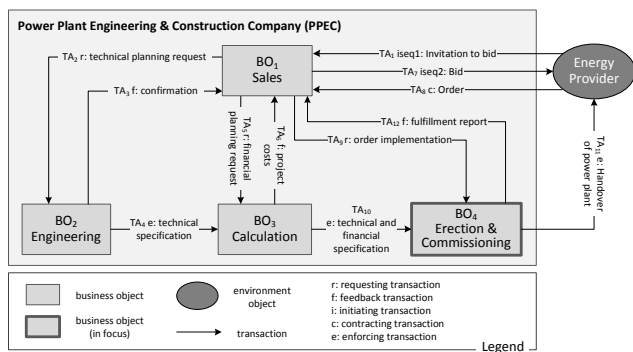 Power Plant Engineering & Construction Company (PPEC)
TA₂ r: technical planning request
BO₁
Sales
TA₁ iseq1: Invitation to bid
TA₇ iseq2: Bid
TA₈ c: Order
Energy
Provider
TA₃ f: confirmation
TA₅ r: financial
planning request
TA₆ f: project
costs
TA₁₂ f: fulfillment report
TA₉ r: order implementation
TA₁₁ e: Handover
of power plant
BO₂
Engineering
TA₄ e: technical
specification
BO₃
Calculation
TA₁₀
e: technical and
financial
specification
BO₄
Erection &
Commissioning
business object
environment
object
r: requesting transaction
f: feedback transaction
i: initiating transaction
c: contracting transaction
e: enforcing transaction
business object
(in focus)
transaction
Legend